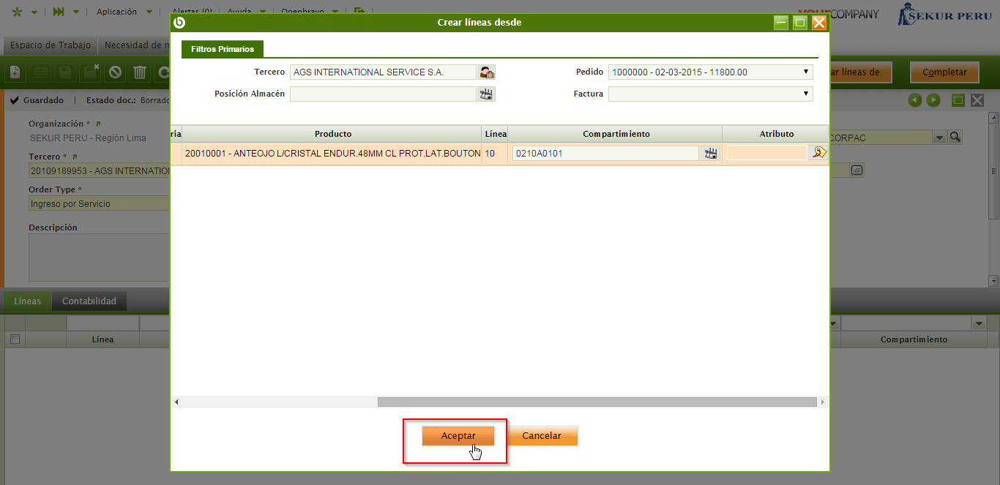 Aplicación
Alertas (0)
Ayuda
Openbravo
COMPANY
SEKUR PERU
Crear líneas desde
Espacio de Trabajo
Necesidad de
Filtros Primarios
Tercero
AGS INTERNATIONAL SERVICE S.A.
Pedido
1000000 - 02-03-2015 - 11800.00
Posición Almacén
Factura
ar líneas de
Completar
Guardado
Estado doc.: Borrado
Organización *
SEKUR PERU - Región Lima
ria
Producto
Línea
Compartimiento
Atributo
20010001 - ANTEOJO L/CRISTAL ENDUR.48MM CL PROT.LAT.BOUTON
10
0210A0101
CORPAC
Tercero *
20109189953 - AGS INTERNATIO
Order Type *
Ingreso por Servicio
Descripción
Líneas
Contabilidad
Línea
Compartimiento
Aceptar
Cancelar